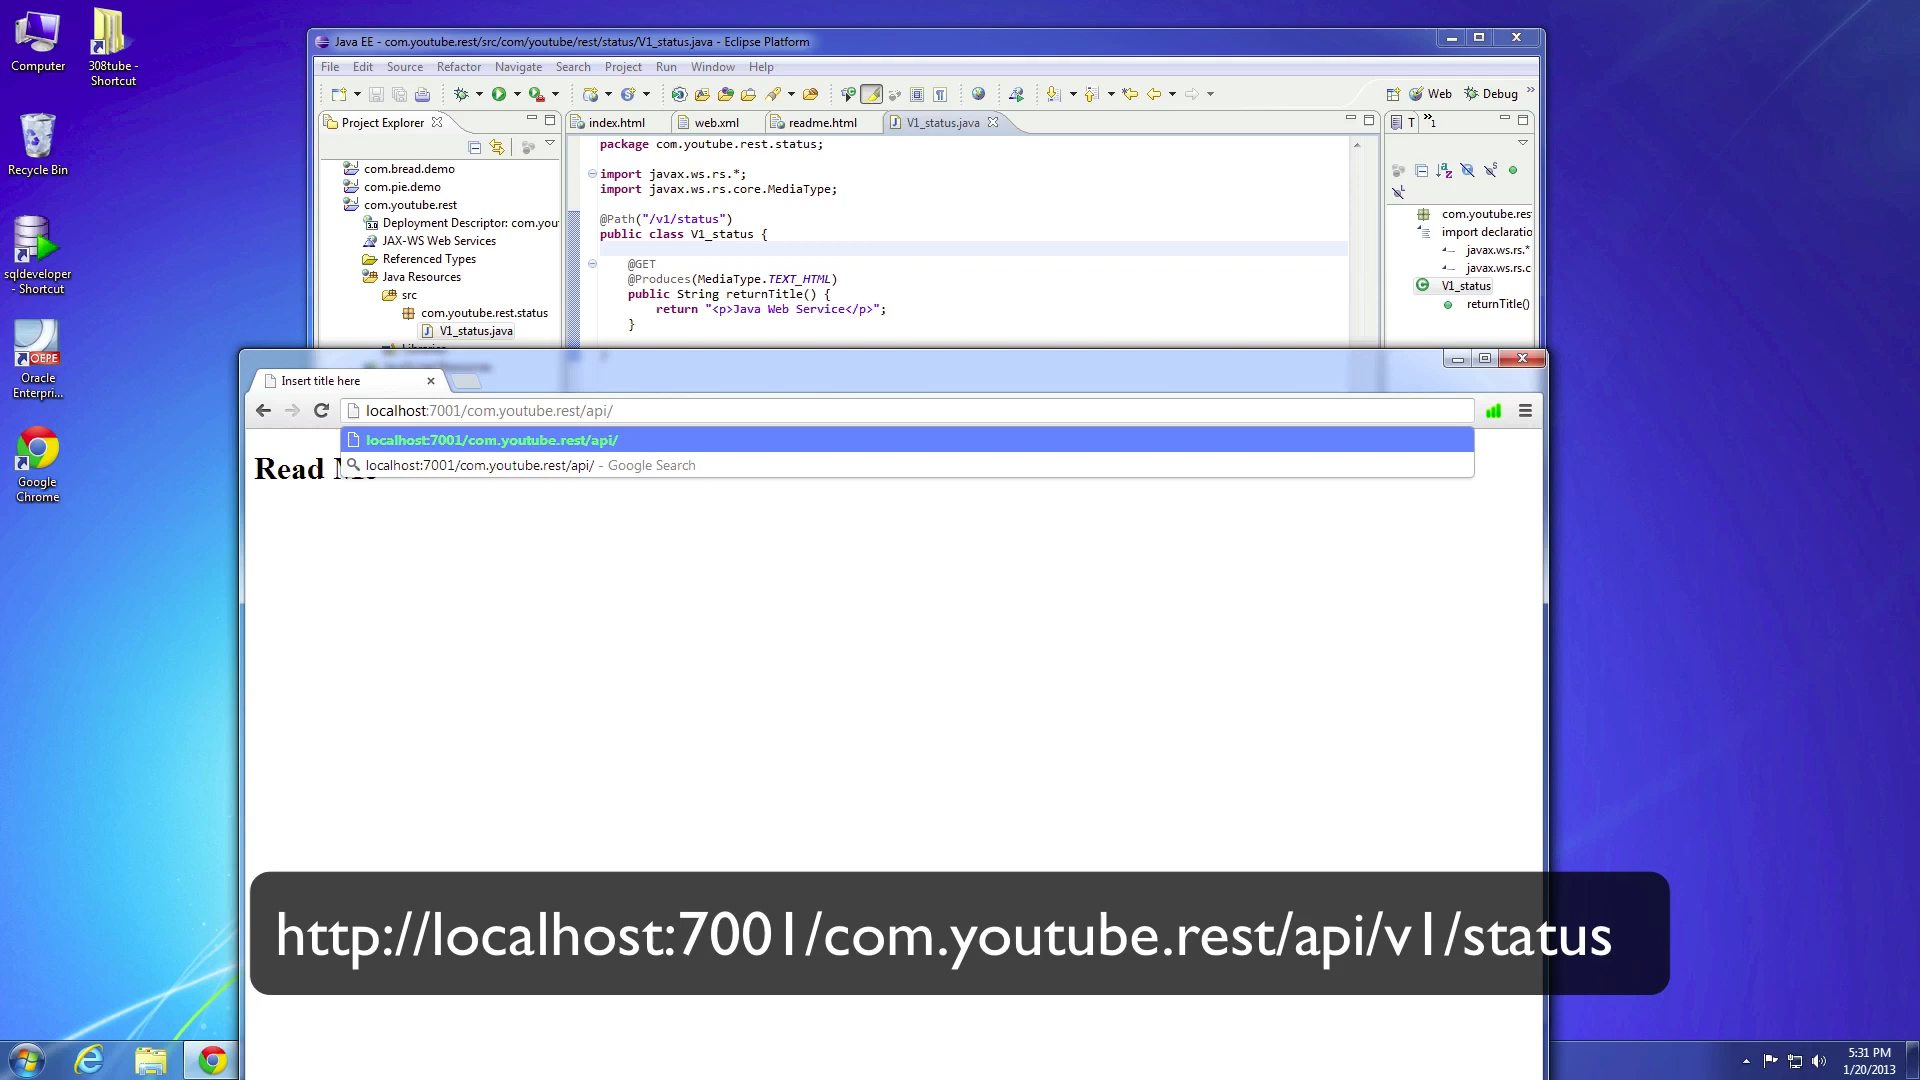 Computer
308tube - Shortcut
Recycle Bin
sqldeveloper - Shortcut
OEPE
Oracle Enterpri...
Google Chrome
Java EE - com.youtube.rest/src/com/youtube/rest/status/V1_status.java - Eclipse Platform
File Edit Source Refactor Navigate Search Project Run Window Help
Web Debug »
Project Explorer
index.html web.xml readme.html V1_status.java
T »1
com.bread.demo
com.pie.demo
com.youtube.rest
Deployment Descriptor: com.you
JAX-WS Web Services
Referenced Types
Java Resources
src
com.youtube.rest.status
V1_status.java
package com.youtube.rest.status;
import javax.ws.rs.*;
import javax.ws.rs.core.MediaType;
@Path("/v1/status")
public class V1_status {
@GET
@Produces(MediaType.TEXT_HTML)
public String returnTitle() {
return "<p>Java Web Service</p>";
}
com.youtube.rest
import declaratio
javax.ws.rs.*
javax.ws.rs.c
V1_status
returnTitle()
Insert title here
localhost:7001/com.youtube.rest/api/
localhost:7001/com.youtube.rest/api/
localhost:7001/com.youtube.rest/api/ - Google Search
Read Me
http://localhost:7001/com.youtube.rest/api/v1/status
5:31 PM
1/20/2013